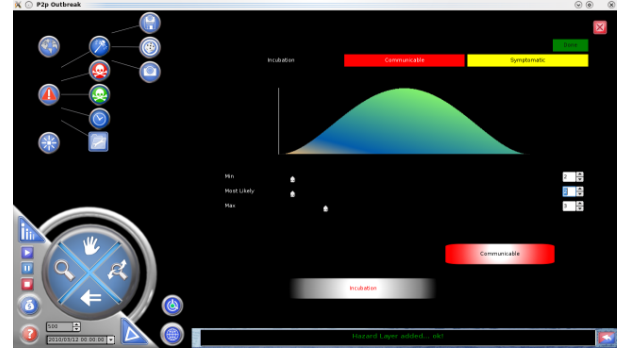 P2p Outbreak
Incubation
Communicable
Symptomatic
Min
2
Most Likely
Max
3
Communicable
Incubation
500
2010/03/12 00:00:00
Hazard Layer added... ok!